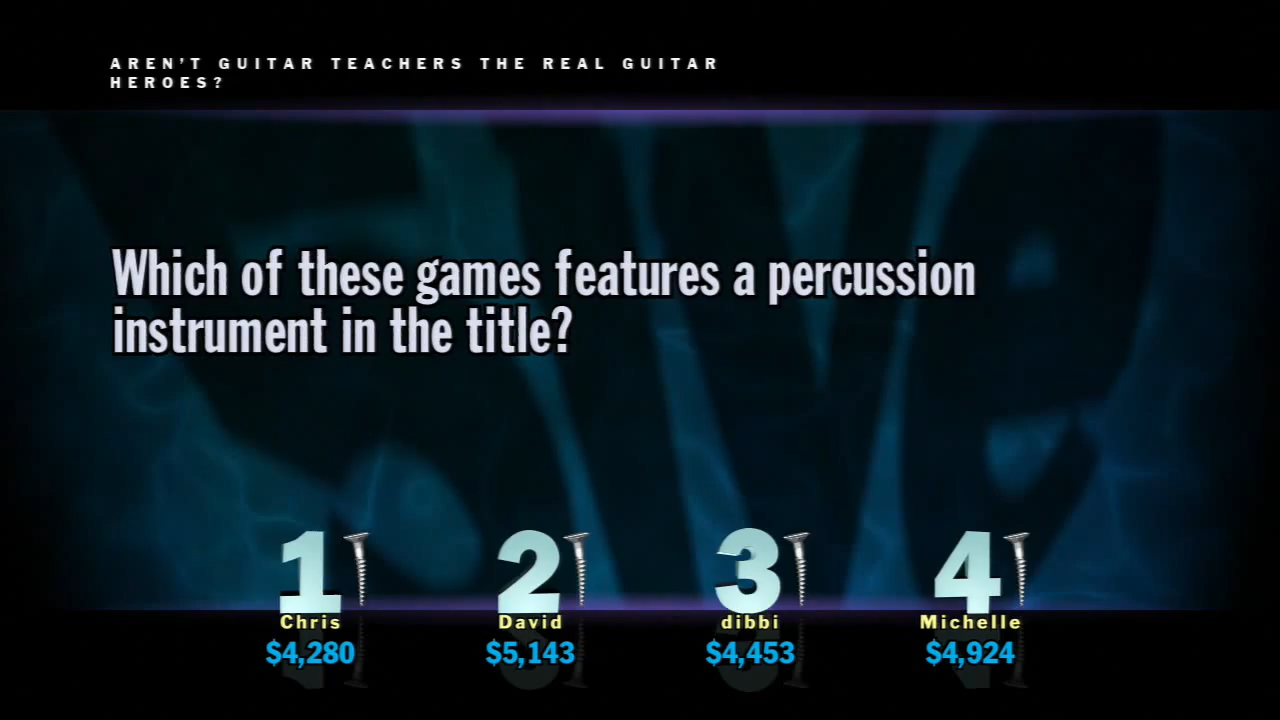 AREN'T GUITAR TEACHERS THE REAL GUITAR
HEROES?
Which of these games features a percussion
instrument in the title?
1 2 3 4
Chris David dibbi Michelle
$4,280 $5,143 $4,453 $4,924